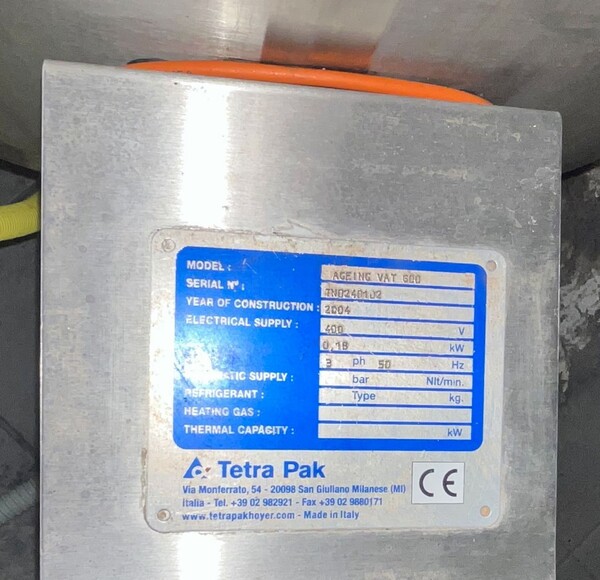 MODEL : AGEING VAT 600
SERIAL N° :
YEAR OF CONSTRUCTION : 2004
ELECTRICAL SUPPLY : 400 V
0,18 kW
3 ph 50 Hz
SUPPLY : bar Nlt/min.
REFRIGERANT : Type kg.
HEATING GAS :
THERMAL CAPACITY : kW
Tetra Pak
CE
Via Monferrato, 54 - 20098 San Giuliano Milanese (MI)
Italia - Tel. +39 02 982921 - Fax +39 02 9880171
www.tetrapakhoyer.com - Made in Italy